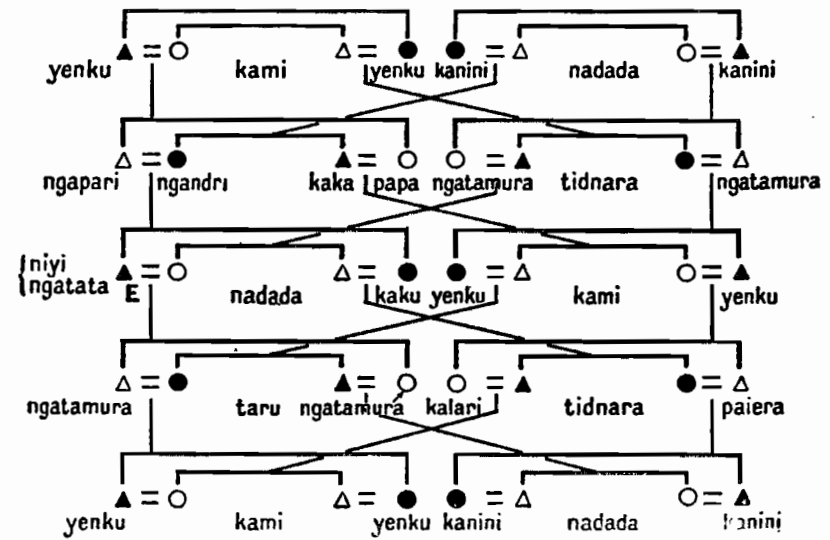 yenku kami yenku kanini nadada kanini
ngapari ngandri kaka papa ngatamura tidnara ngatamura
niyi
ngatata E nadada kaku yenku kami yenku
ngatamura taru ngatamura kalari tidnara paiera
yenku kami yenku kanini nadada kanini